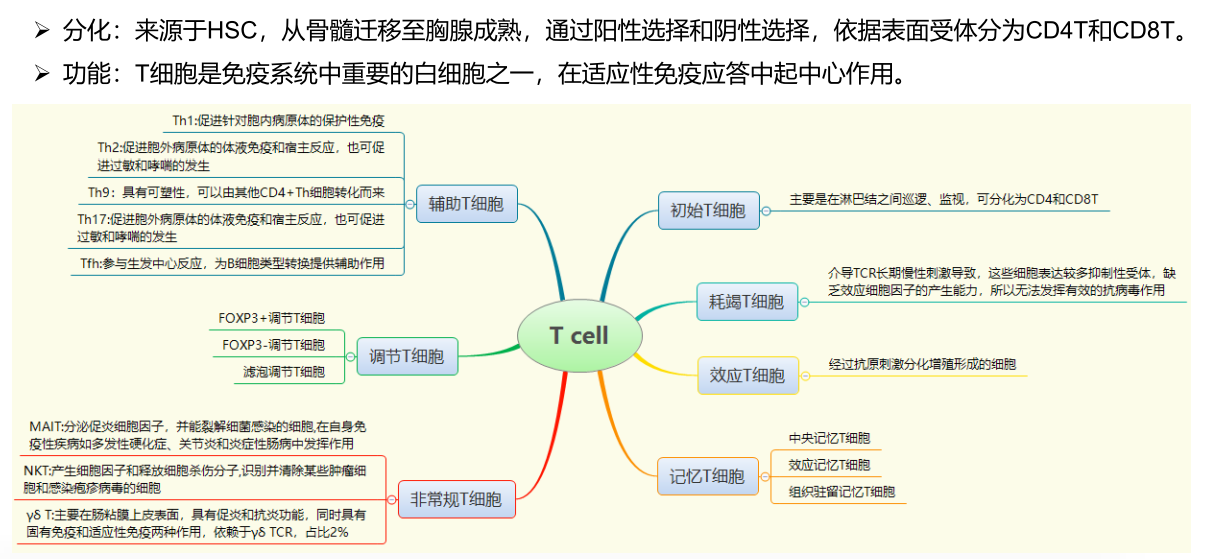 ➢ 分化：来源于HSC，从骨髓迁移至胸腺成熟，通过阳性选择和阴性选择，依据表面受体分为CD4T和CD8T。
➢ 功能：T细胞是免疫系统中重要的白细胞之一，在适应性免疫应答中起中心作用。
Th1:促进针对胞内病原体的保护性免疫
Th2:促进胞外病原体的体液免疫和宿主反应，也可促
进过敏和哮喘的发生
Th9：具有可塑性，可以由其他CD4+Th细胞转化而来
Th17:促进胞外病原体的体液免疫和宿主反应，也可促进
过敏和哮喘的发生
Tfh:参与生发中心反应，为B细胞类型转换提供辅助作用
辅助T细胞
FOXP3+调节T细胞
FOXP3-调节T细胞
滤泡调节T细胞
调节T细胞
MAIT:分泌促炎细胞因子，并能裂解细菌感染的细胞,在自身免
疫性疾病如多发性硬化症、关节炎和炎症性肠病中发挥作用
NKT:产生细胞因子和释放细胞杀伤分子,识别并清除某些肿瘤细
胞和感染疱疹病毒的细胞
γδ T:主要在肠粘膜上皮表面，具有促炎和抗炎功能，同时具有
固有免疫和适应性免疫两种作用，依赖于γδ TCR，占比2%
非常规T细胞
T cell
初始T细胞
主要是在淋巴结之间巡逻、监视，可分化为CD4和CD8T
耗竭T细胞
介导TCR长期慢性刺激导致，这些细胞表达较多抑制性受体，缺
乏效应细胞因子的产生能力，所以无法发挥有效的抗病毒作用
效应T细胞
经过抗原刺激分化增殖形成的细胞
记忆T细胞
中央记忆T细胞
效应记忆T细胞
组织驻留记忆T细胞